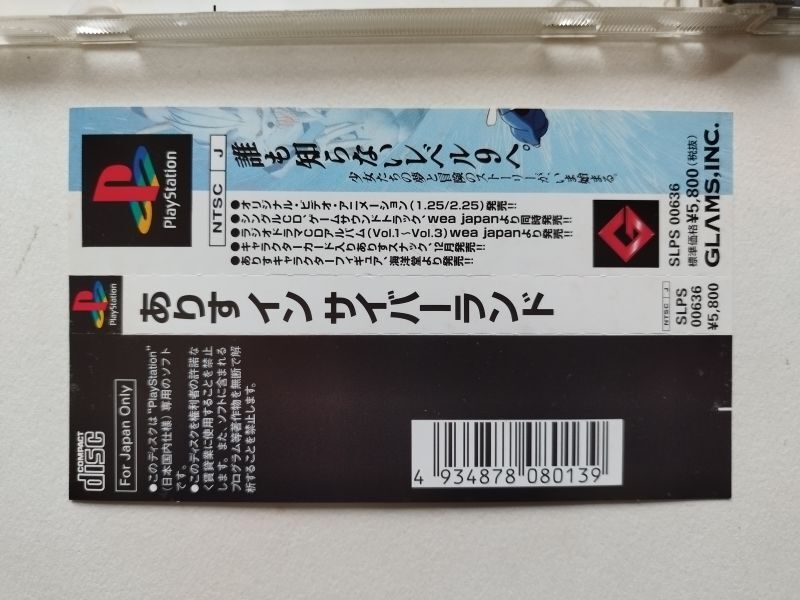 PlayStation
NTSC J
誰も知らないレベル9へ。
少女たちの夢と冒険のストーリーが、いま始まる。
●オリジナル・ビデオ・アニメーション(1.25/2.25)発売!!
●シングルCD、ゲームサウンドトラック、wea japanより同時発売!!
●ラジオドラマCDアルバム(Vol.1〜Vol.3)wea japanより発売!!
●キャラクターカード入りありすスナック、12月発売!!
●ありすキャラクターフィギュア、海洋堂より発売!!
SLPS 00636
標準価格¥5,800(税抜)
GLAMS,INC.
PlayStation
ありす イン サイバーランド
NTSC J
SLPS
00636
¥5,800
COMPACT
disc
For Japan Only
●このディスクは"PlayStation"
(日本国内仕様)専用のソフト
です。
●このディスクを権利者の許諾な
く賃貸業に使用することを禁止
します。また、ソフトに含まれる
プログラム等著作物を無断で解
析することを禁止します。
4 934878 080139